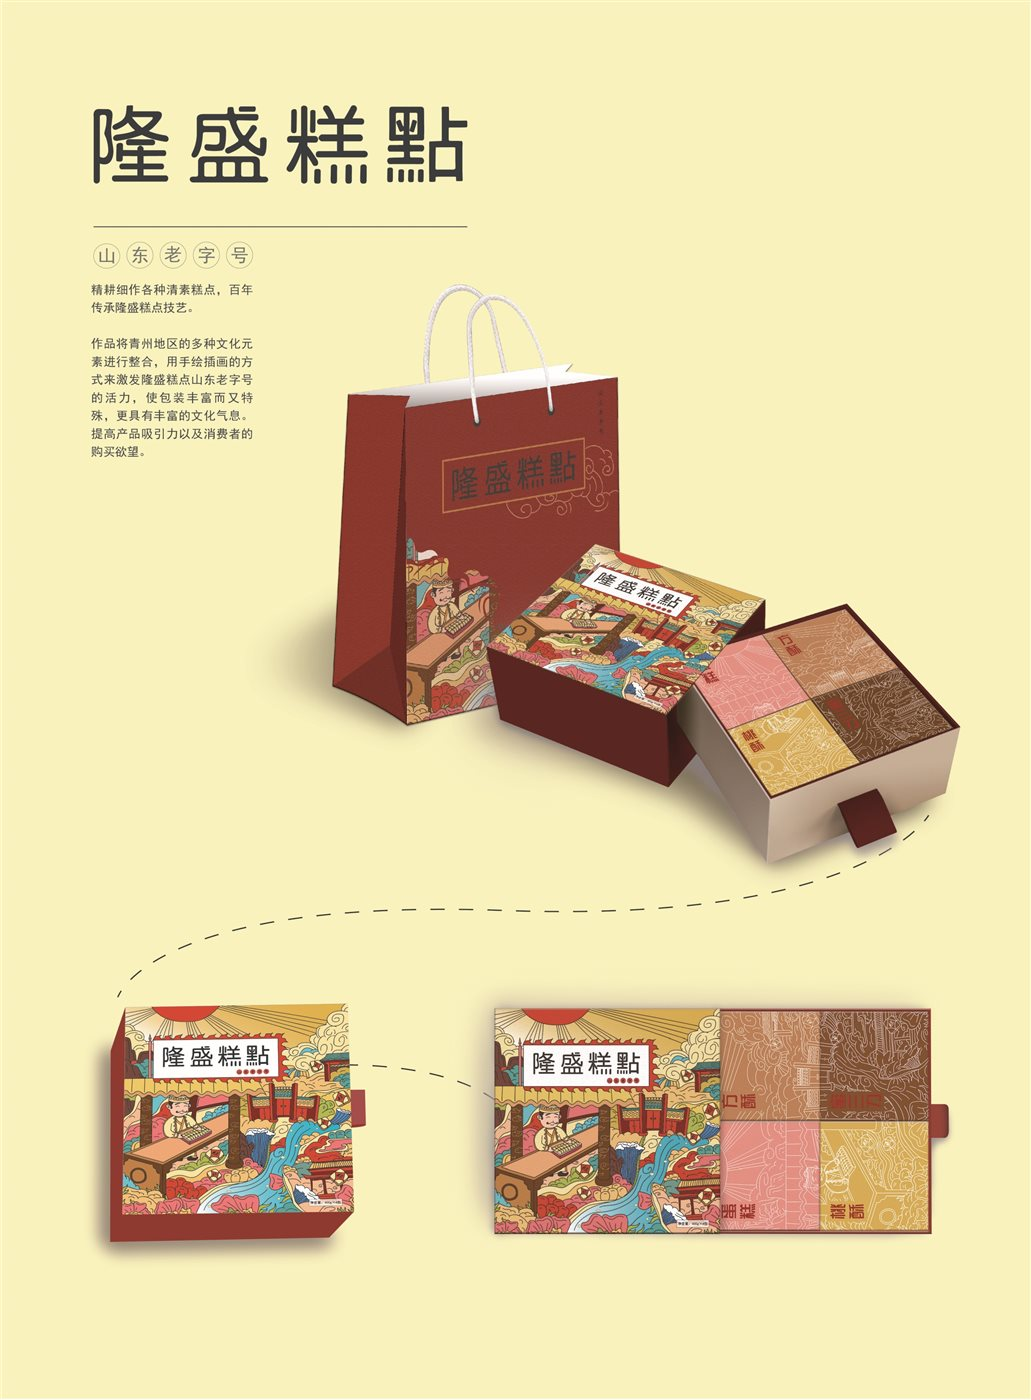 隆盛糕點
山东老字号
精耕细作各种清素糕点，百年
传承隆盛糕点技艺。
作品将青州地区的多种文化元
素进行整合，用手绘插画的方
式来激发隆盛糕点山东老字号
的活力，使包装丰富而又特
殊，更具有丰富的文化气息。
提高产品吸引力以及消费者的
购买欲望。
隆盛糕點
隆盛糕點
方酥
糕
桃酥
隆盛糕點
隆盛糕點
方酥
蛋糕
桃酥